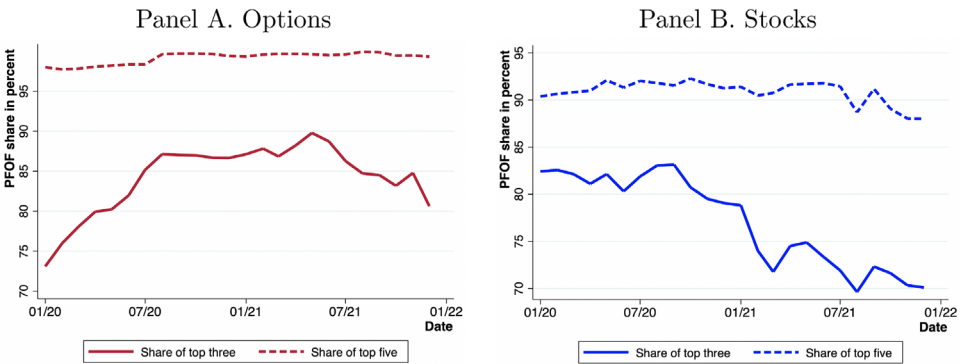 Panel A. Options
PFOF share in percent
95
90
85
80
75
70
01/20
07/20
01/21
07/21
01/22
Date
Share of top three
Share of top five
Panel B. Stocks
PFOF share in percent
95
90
85
80
75
70
01/20
07/20
01/21
07/21
01/22
Date
Share of top three
Share of top five